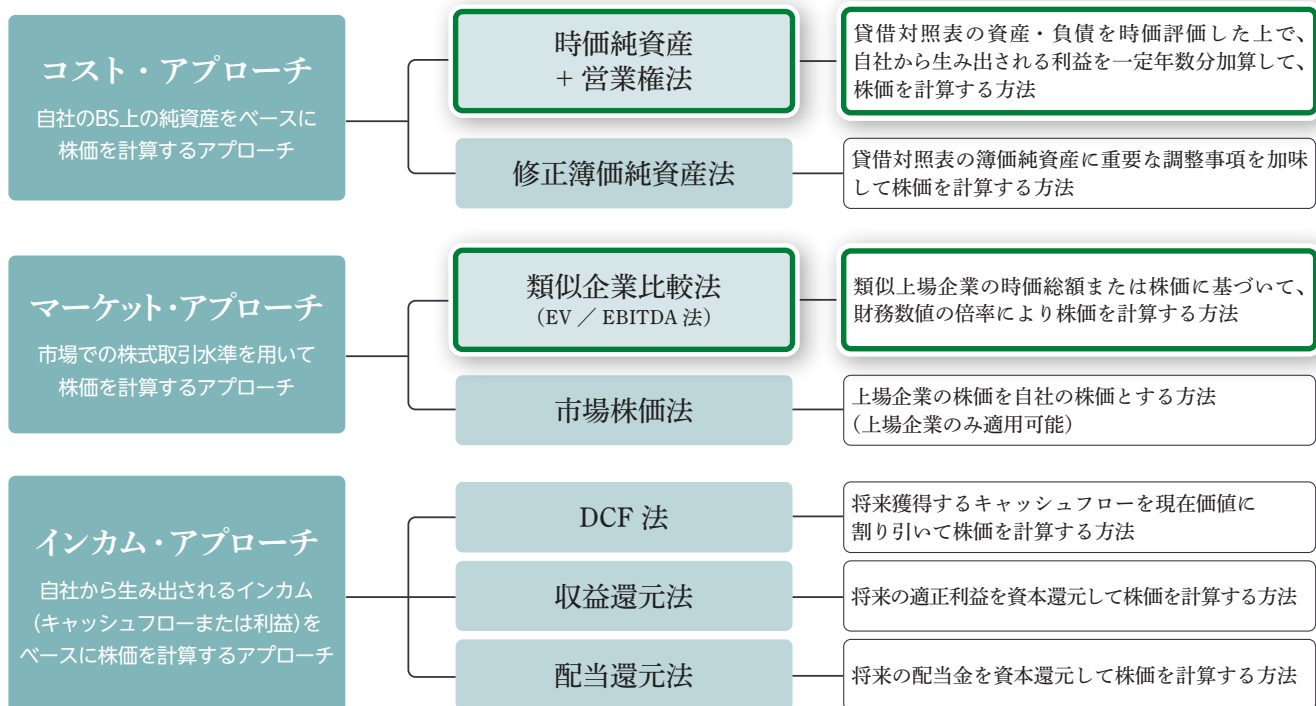 コスト・アプローチ
自社のBS上の純資産をベースに
株価を計算するアプローチ
時価純資産
+ 営業権法
貸借対照表の資産・負債を時価評価した上で、
自社から生み出される利益を一定年数分加算して、
株価を計算する方法
修正簿価純資産法
貸借対照表の簿価純資産に重要な調整事項を加味
して株価を計算する方法
マーケット・アプローチ
市場での株式取引水準を用いて
株価を計算するアプローチ
類似企業比較法
（EV ／ EBITDA 法）
類似上場企業の時価総額または株価に基づいて、
財務数値の倍率により株価を計算する方法
市場株価法
上場企業の株価を自社の株価とする方法
（上場企業のみ適用可能）
インカム・アプローチ
自社から生み出されるインカム
（キャッシュフローまたは利益）を
ベースに株価を計算するアプローチ
DCF 法
将来獲得するキャッシュフローを現在価値に
割り引いて株価を計算する方法
収益還元法
将来の適正利益を資本還元して株価を計算する方法
配当還元法
将来の配当金を資本還元して株価を計算する方法